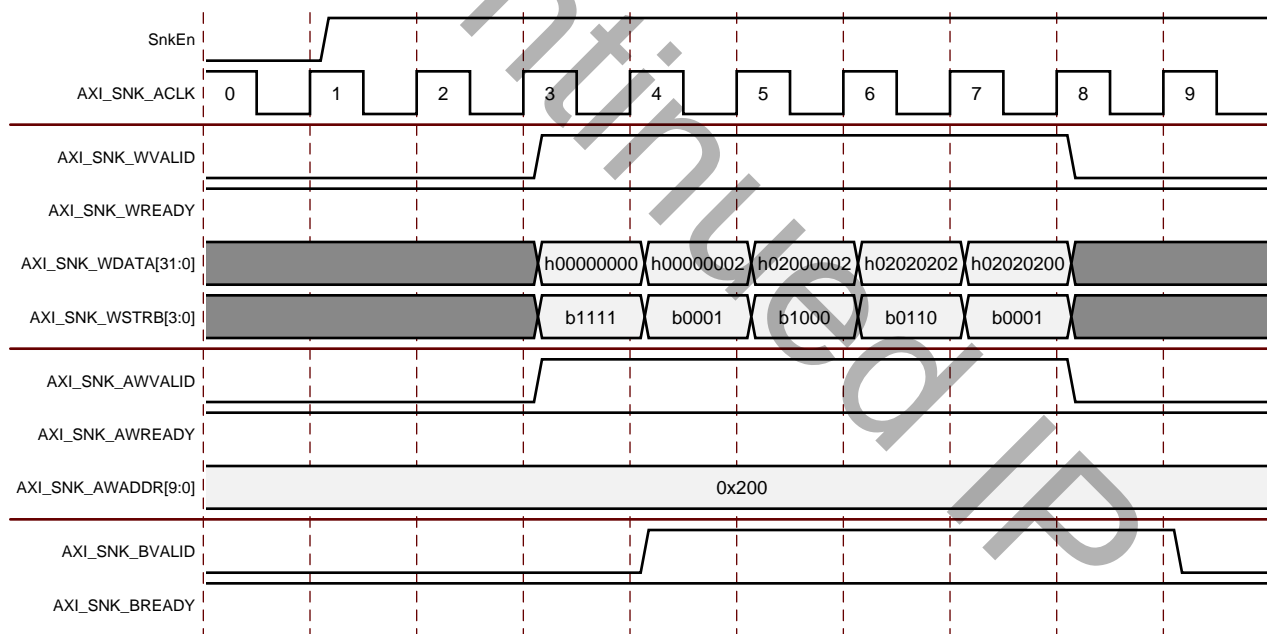 SnkEn
AXI_SNK_ACLK 0 1 2 3 4 5 6 7 8 9
AXI_SNK_WVALID
AXI_SNK_WREADY
AXI_SNK_WDATA[31:0] h00000000 h00000002 h02000002 h02020202 h02020200
AXI_SNK_WSTRB[3:0] b1111 b0001 b1000 b0110 b0001
AXI_SNK_AWVALID
AXI_SNK_AWREADY
AXI_SNK_AWADDR[9:0] 0x200
AXI_SNK_BVALID
AXI_SNK_BREADY
ntinued IP